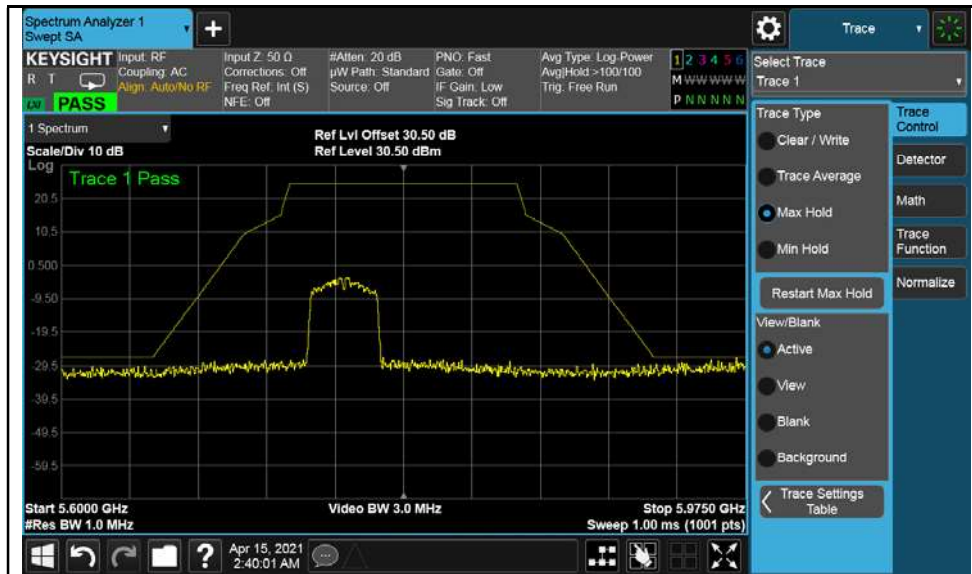 Spectrum Analyzer 1
Swept SA
+
Trace
KEYSIGHT
R T
PASS
Input: RF
Coupling: AC
Align: Auto/No RF
Input Z: 50 Ω
Corrections: Off
Freq Ref: Int (S)
NFE: Off
#Atten: 20 dB
µW Path: Standard
Source: Off
PNO: Fast
Gate: Off
IF Gain: Low
Sig Track: Off
Avg Type: Log-Power
Avg|Hold:>100/100
Trig: Free Run
1 2 3 4 5 6
M W W W W W
P N N N N N
Select Trace
Trace 1
1 Spectrum
Scale/Div 10 dB
Ref Lvl Offset 30.50 dB
Ref Level 30.50 dBm
Log
Trace 1 Pass
20.5
10.5
0.500
-9.50
-19.5
-29.5
-39.5
-49.5
-59.5
Start 5.6000 GHz
#Res BW 1.0 MHz
Video BW 3.0 MHz
Stop 5.9750 GHz
Sweep 1.00 ms (1001 pts)
Trace Type
Clear / Write
Trace Average
Max Hold
Min Hold
Restart Max Hold
View/Blank
Active
View
Blank
Background
Trace Settings
Table
Trace
Control
Detector
Math
Trace
Function
Normalize
?
Apr 15, 2021
2:40:01 AM